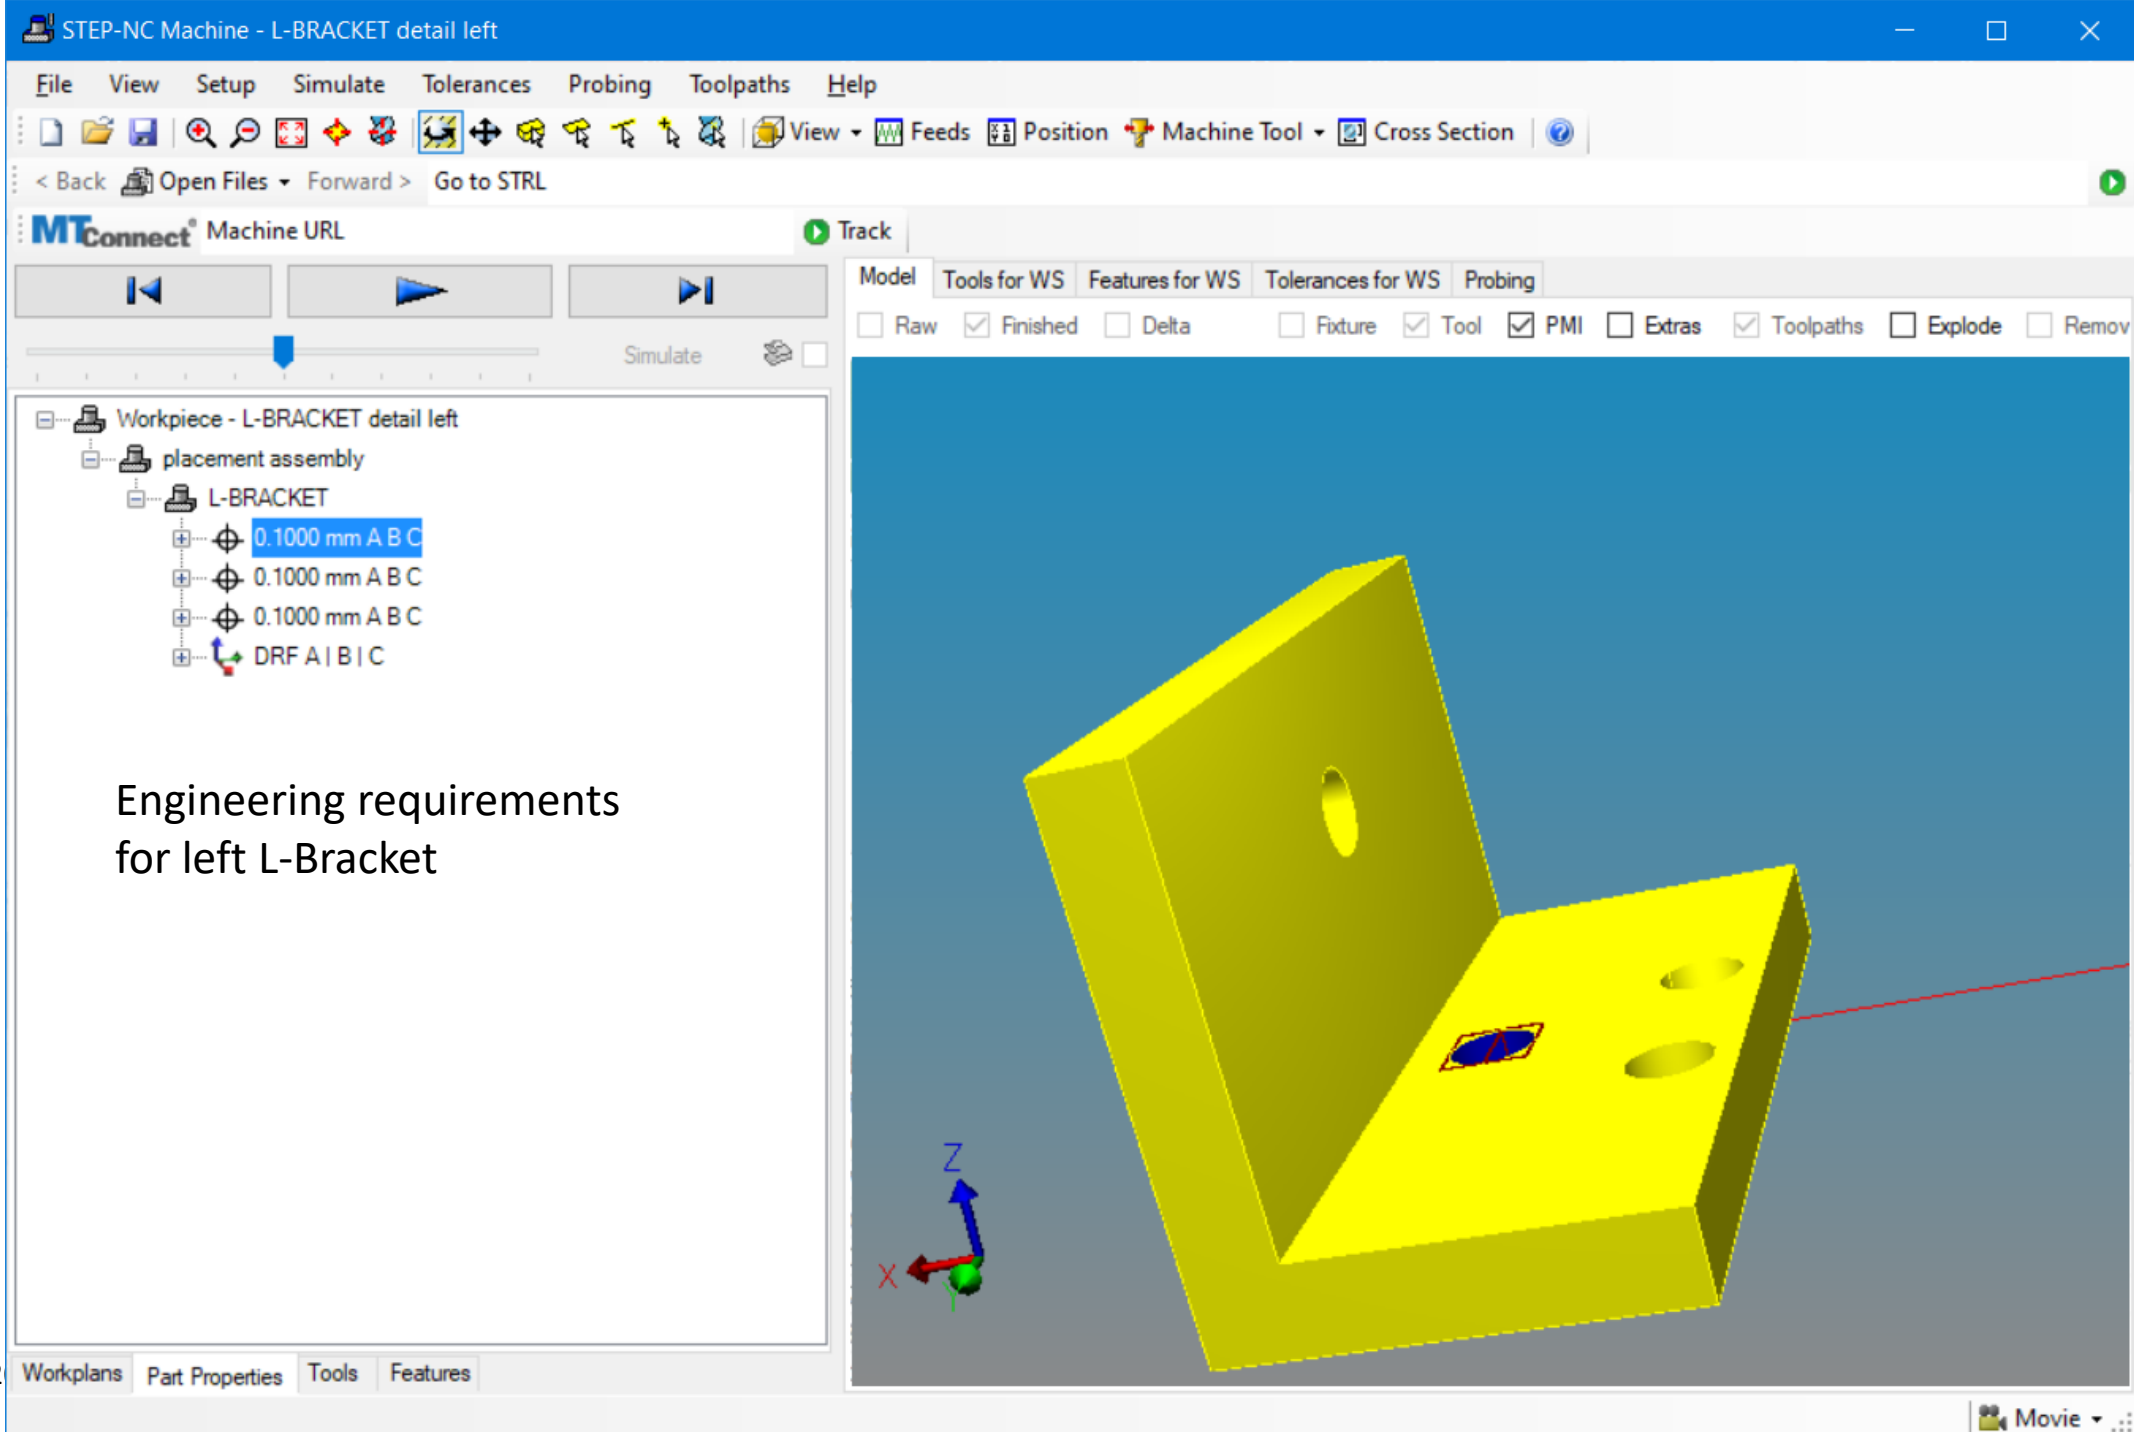 STEP-NC Machine - L-BRACKET detail left
File View Setup Simulate Tolerances Probing Toolpaths Help
View Feeds Position Machine Tool Cross Section
< Back Open Files Forward > Go to STRL
MTConnect® Machine URL Track
Model Tools for WS Features for WS Tolerances for WS Probing
Raw Finished Delta Fixture Tool PMI Extras Toolpaths Explode Remov
Simulate
Workpiece - L-BRACKET detail left
placement assembly
L-BRACKET
0.1000 mm A B C
0.1000 mm A B C
0.1000 mm A B C
DRF A | B | C
Engineering requirements
for left L-Bracket
Z
X
Y
Workplans Part Properties Tools Features
Movie